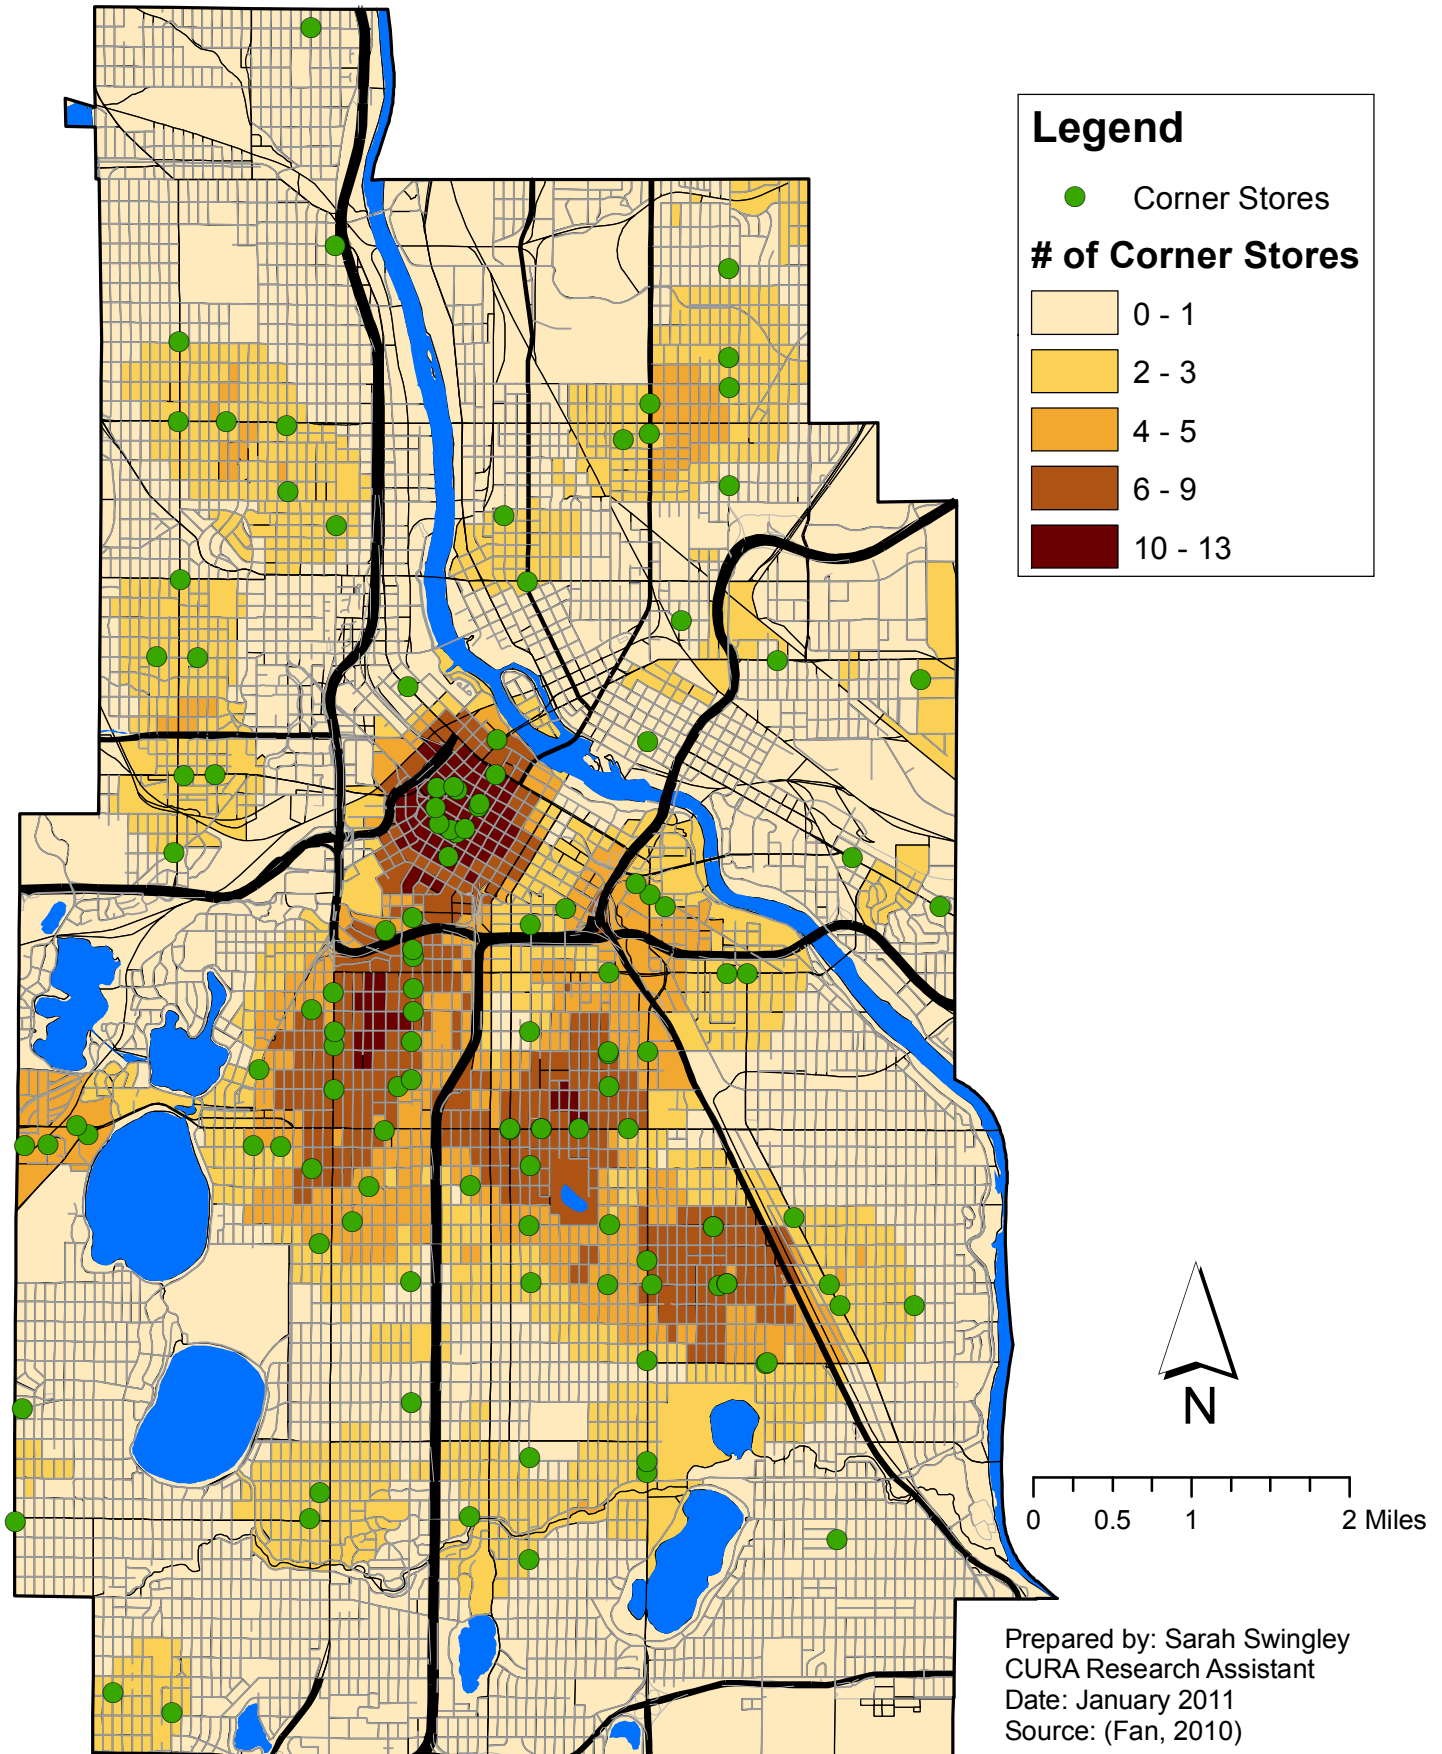 Legend
Corner Stores
# of Corner Stores
0 - 1
2 - 3
4 - 5
6 - 9
10 - 13
N
0 0.5 1 2 Miles
Prepared by: Sarah Swingley
CURA Research Assistant
Date: January 2011
Source: (Fan, 2010)